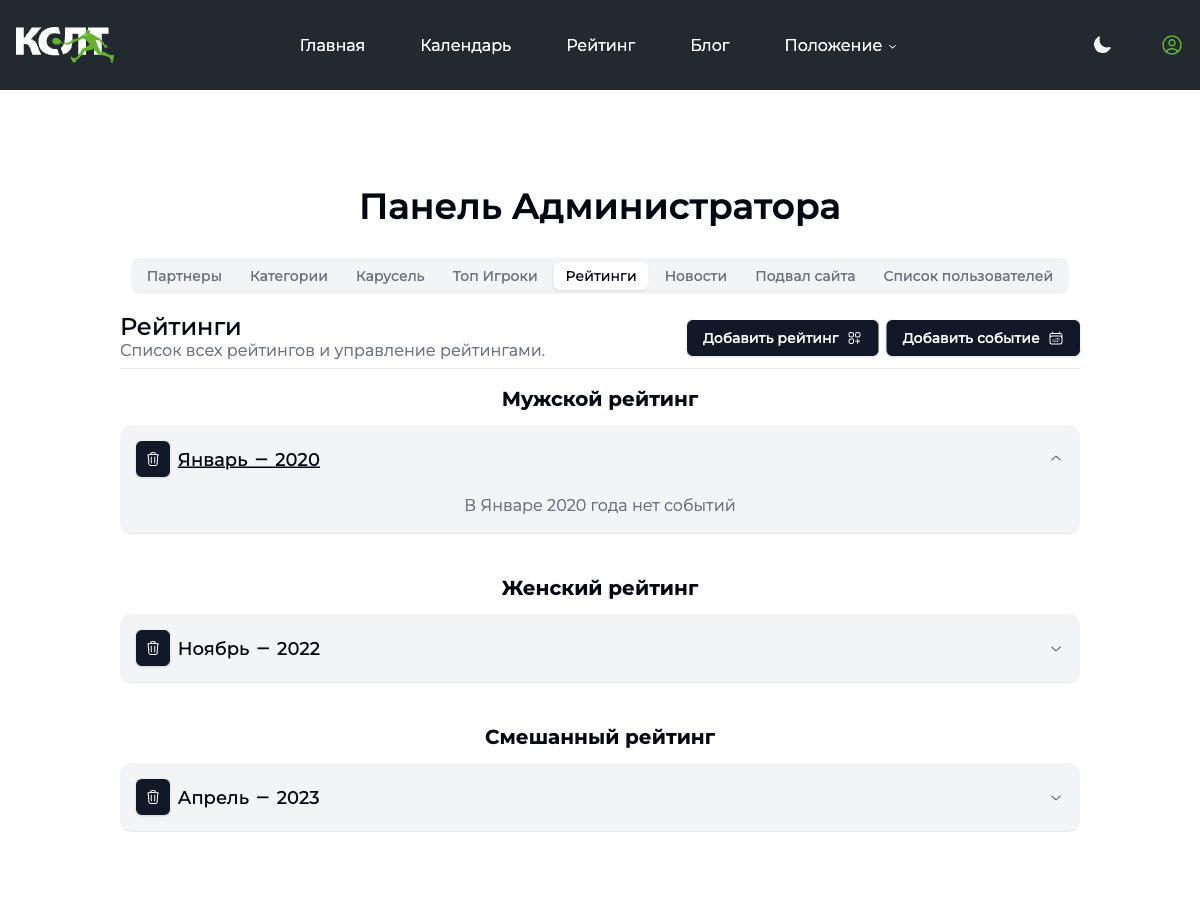 КСЛТ
Главная
Календарь
Рейтинг
Блог
Положение
Панель Администратора
Партнеры
Категории
Карусель
Топ Игроки
Рейтинги
Новости
Подвал сайта
Список пользователей
Рейтинги
Список всех рейтингов и управление рейтингами.
Добавить рейтинг
Добавить событие
Мужской рейтинг
Январь — 2020
В Январе 2020 года нет событий
Женский рейтинг
Ноябрь — 2022
Смешанный рейтинг
Апрель — 2023